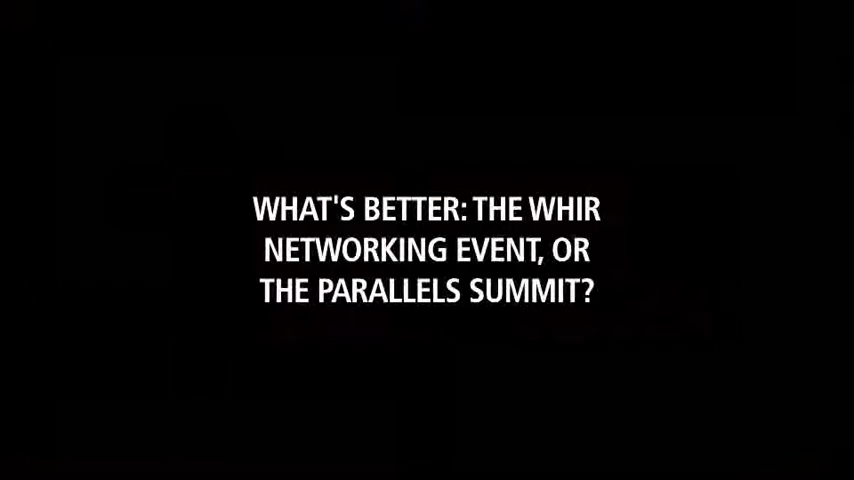 WHAT'S BETTER: THE WHIR
NETWORKING EVENT, OR
THE PARALLELS SUMMIT?